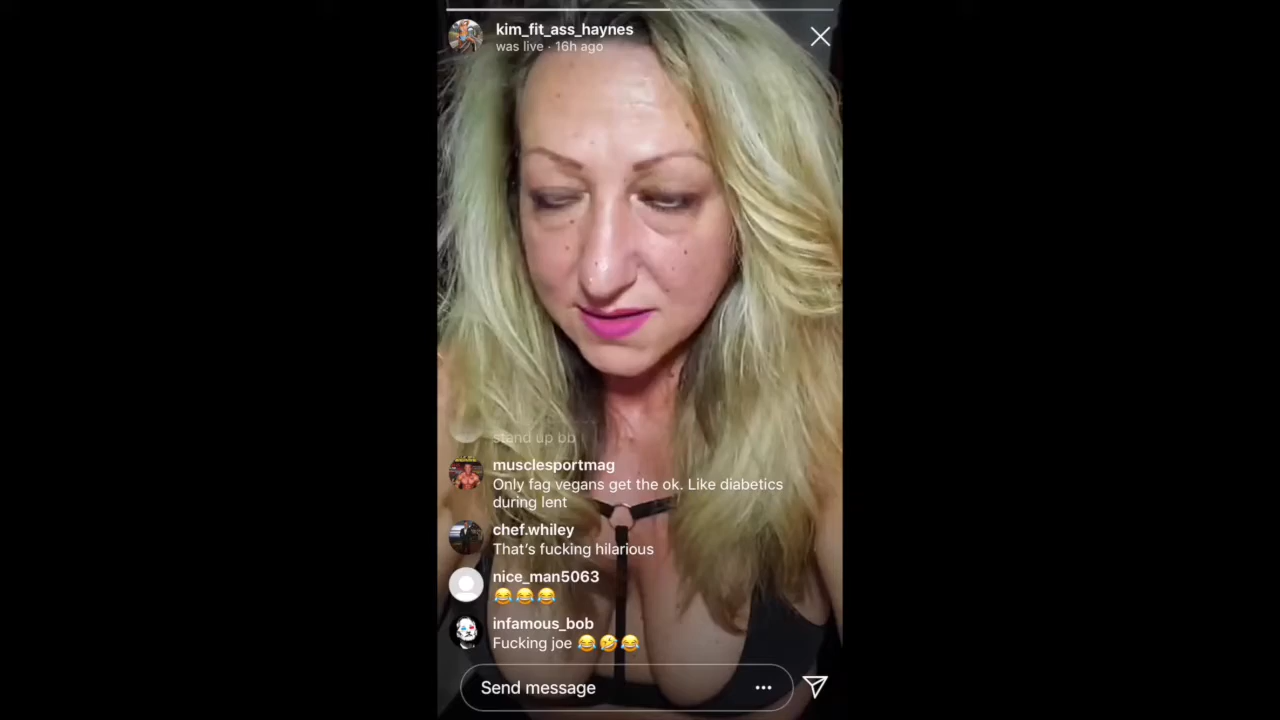 kim_fit_ass_haynes
was live · 16h ago
stand up bb
musclesportmag
Only fag vegans get the ok. Like diabetics
during lent
chef.whiley
That's fucking hilarious
nice_man5063
😂😂😂
infamous_bob
Fucking joe 😂🤣😂
Send message